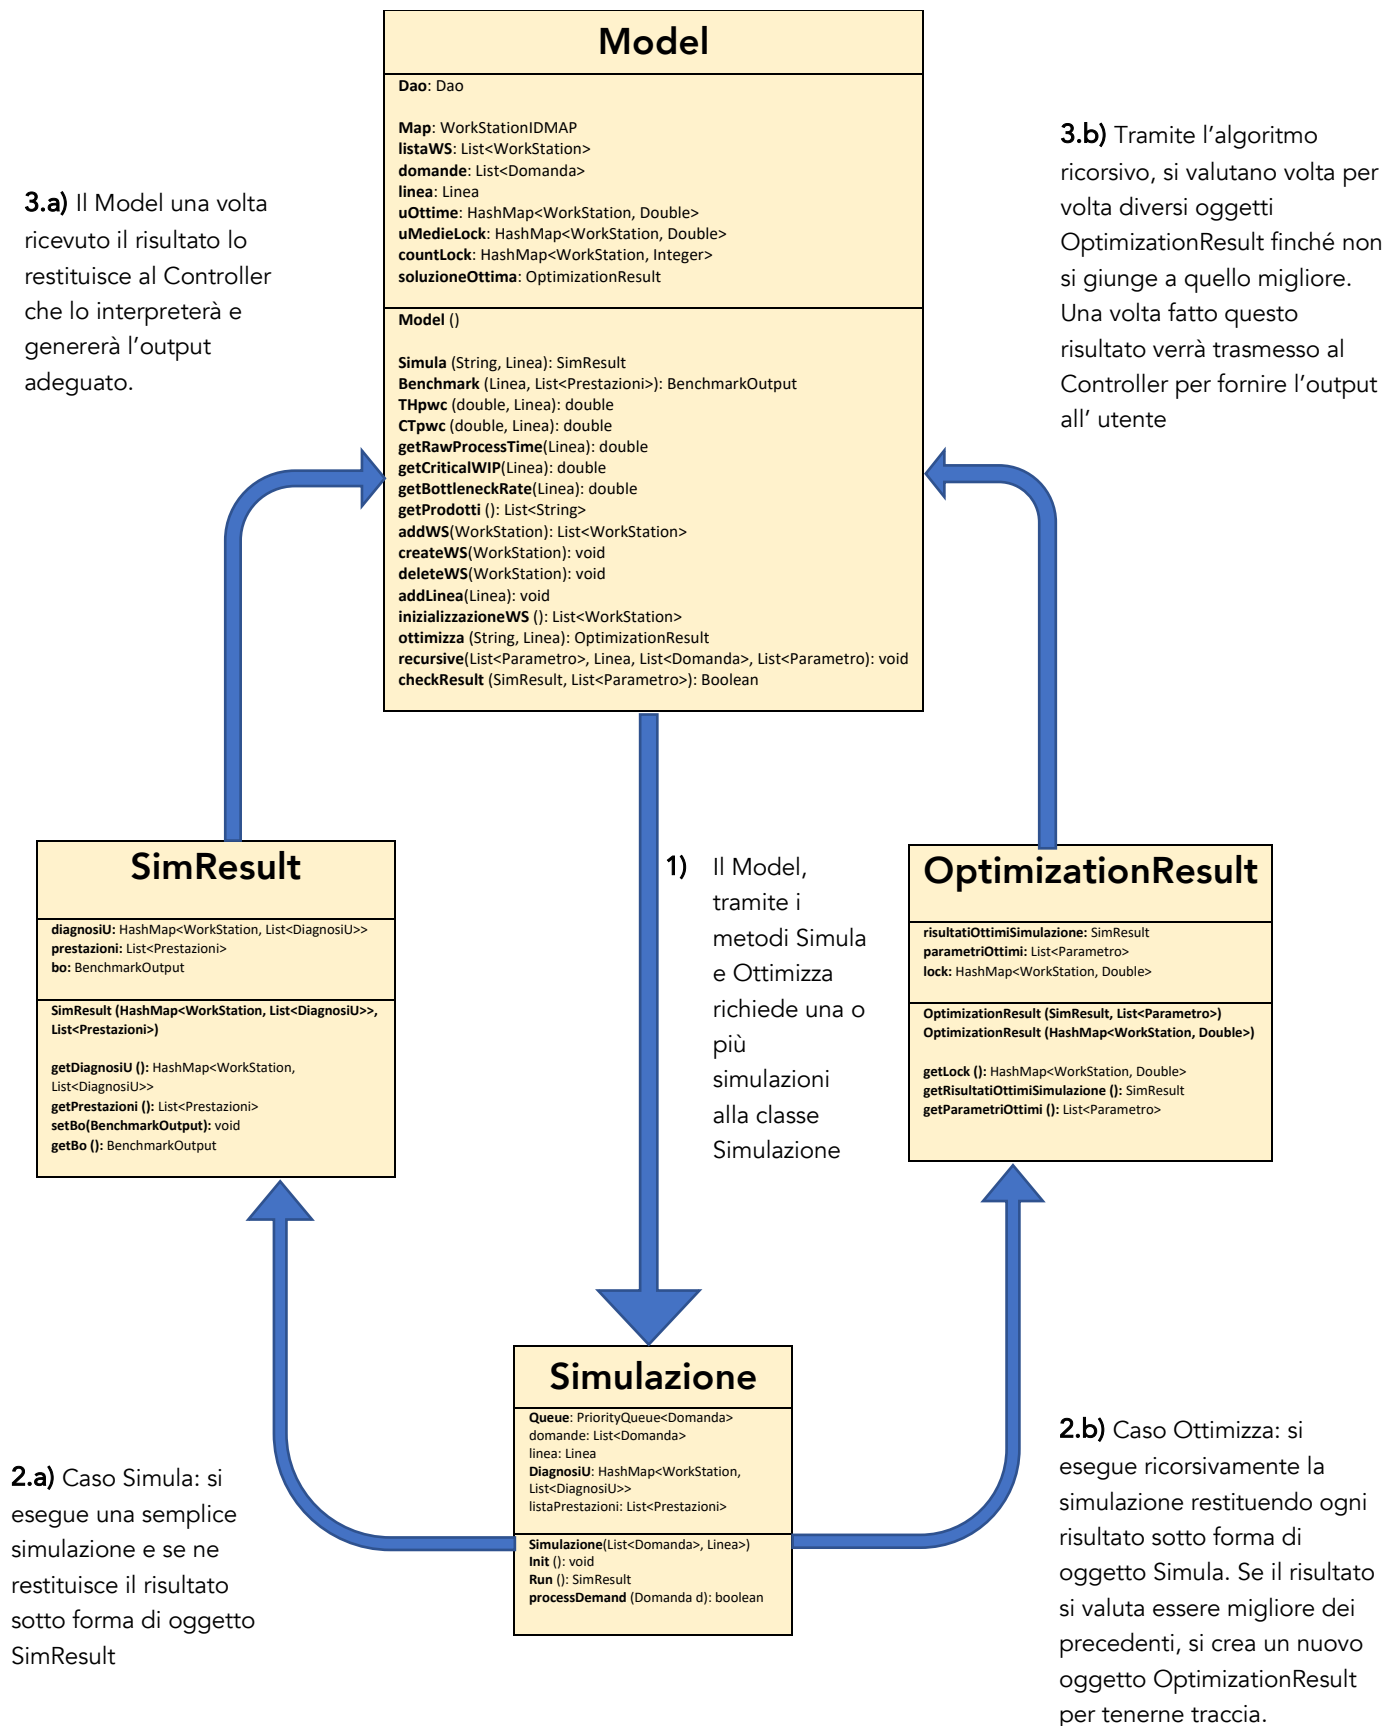 Model
Dao: Dao
Map: WorkStationIDMAP
listaWS: List<WorkStation>
domande: List<Domanda>
linea: Linea
uOttime: HashMap<WorkStation, Double>
uMedieLock: HashMap<WorkStation, Double>
countLock: HashMap<WorkStation, Integer>
soluzioneOttima: OptimizationResult
Model ()
Simula (String, Linea): SimResult
Benchmark (Linea, List<Prestazioni>): BenchmarkOutput
THpwc (double, Linea): double
CTpwc (double, Linea): double
getRawProcessTime(Linea): double
getCriticalWIP(Linea): double
getBottleneckRate(Linea): double
getProdotti (): List<String>
addWS(WorkStation): List<WorkStation>
createWS(WorkStation): void
deleteWS(WorkStation): void
addLinea(Linea): void
inizializzazioneWS (): List<WorkStation>
ottimizza (String, Linea): OptimizationResult
recursive(List<Parametro>, Linea, List<Domanda>, List<Parametro): void
checkResult (SimResult, List<Parametro>): Boolean
3.a) Il Model una volta
ricevuto il risultato lo
restituisce al Controller
che lo interpreterà e
genererà l'output
adeguato.
3.b) Tramite l'algoritmo
ricorsivo, si valutano volta per
volta diversi oggetti
OptimizationResult finché non
si giunge a quello migliore.
Una volta fatto questo
risultato verrà trasmesso al
Controller per fornire l'output
all' utente
SimResult
diagnosiU: HashMap<WorkStation, List<DiagnosiU>>
prestazioni: List<Prestazioni>
bo: BenchmarkOutput
SimResult (HashMap<WorkStation, List<DiagnosiU>>,
List<Prestazioni>)
getDiagnosiU (): HashMap<WorkStation,
List<DiagnosiU>>
getPrestazioni (): List<Prestazioni>
setBo(BenchmarkOutput): void
getBo (): BenchmarkOutput
1) Il Model,
tramite i
metodi Simula
e Ottimizza
richiede una o
più
simulazioni
alla classe
Simulazione
OptimizationResult
risultatiOttimiSimulazione: SimResult
parametriOttimi: List<Parametro>
lock: HashMap<WorkStation, Double>
OptimizationResult (SimResult, List<Parametro>)
OptimizationResult (HashMap<WorkStation, Double>)
getLock (): HashMap<WorkStation, Double>
getRisultatiOttimiSimulazione (): SimResult
getParametriOttimi (): List<Parametro>
Simulazione
Queue: PriorityQueue<Domanda>
domande: List<Domanda>
linea: Linea
DiagnosiU: HashMap<WorkStation,
List<DiagnosiU>>
listaPrestazioni: List<Prestazioni>
Simulazione(List<Domanda>, Linea>)
Init (): void
Run (): SimResult
processDemand (Domanda d): boolean
2.a) Caso Simula: si
esegue una semplice
simulazione e se ne
restituisce il risultato
sotto forma di oggetto
SimResult
2.b) Caso Ottimizza: si
esegue ricorsivamente la
simulazione restituendo ogni
risultato sotto forma di
oggetto Simula. Se il risultato
si valuta essere migliore dei
precedenti, si crea un nuovo
oggetto OptimizationResult
per tenerne traccia.